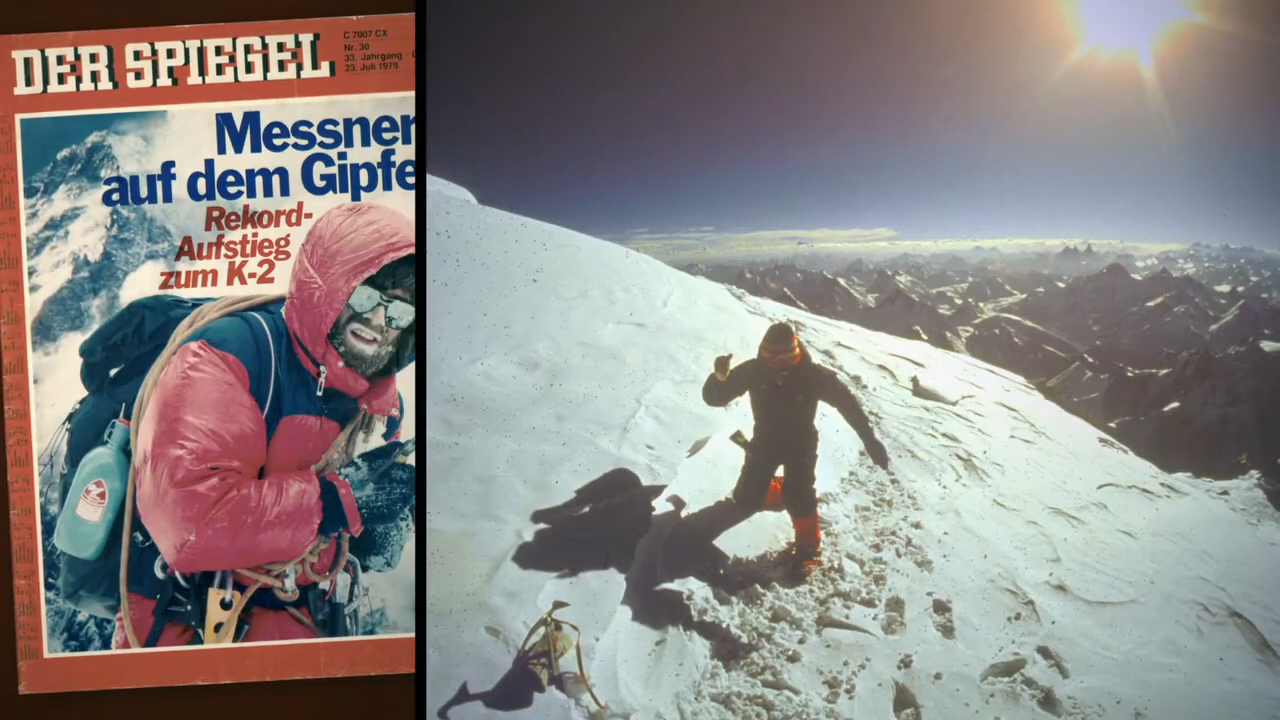 DER SPIEGEL
C 7007 CX
Nr. 30
33. Jahrgang
23. Juli 1979
Messner
auf dem Gipfe
Rekord-
Aufstieg
zum K-2